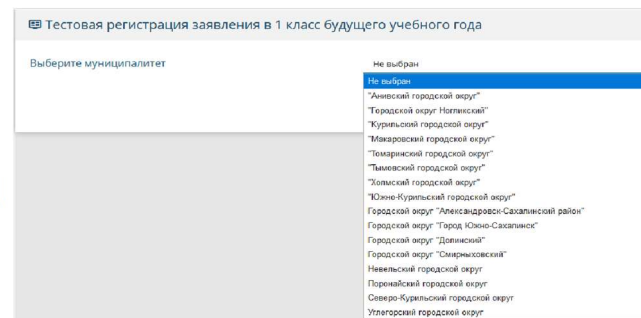 Тестовая регистрация заявления в 1 класс будущего учебного года
Выберите муниципалитет
Не выбран
Не выбран
"Анивский городской округ"
"Городской округ Ногликский"
"Курильский городской округ"
"Макаровский городской округ"
"Томаринский городской округ"
"Тымовский городской округ"
"Холмский городской округ"
"Южно-Курильский городской округ"
Городской округ "Александровск-Сахалинский район"
Городской округ "Город Южно-Сахалинск"
Городской округ "Долинский"
Городской округ "Смирныховский"
Невельский городской округ
Поронайский городской округ
Северо-Курильский городской округ
Углегорский городской округ